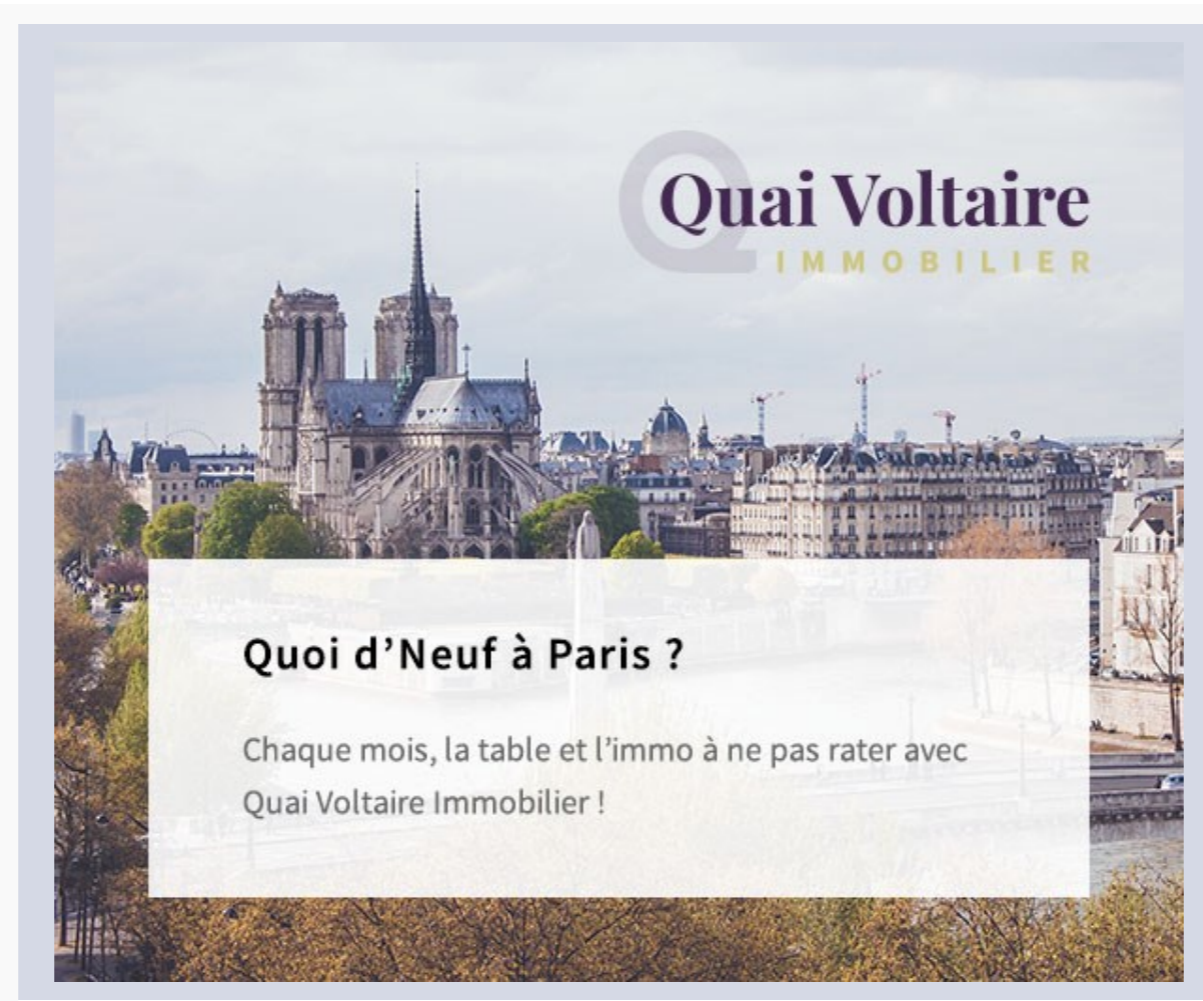 Quai Voltaire
IMMOBILIER
Quoi d’Neuf à Paris ?
Chaque mois, la table et l’immo à ne pas rater avec
Quai Voltaire Immobilier !